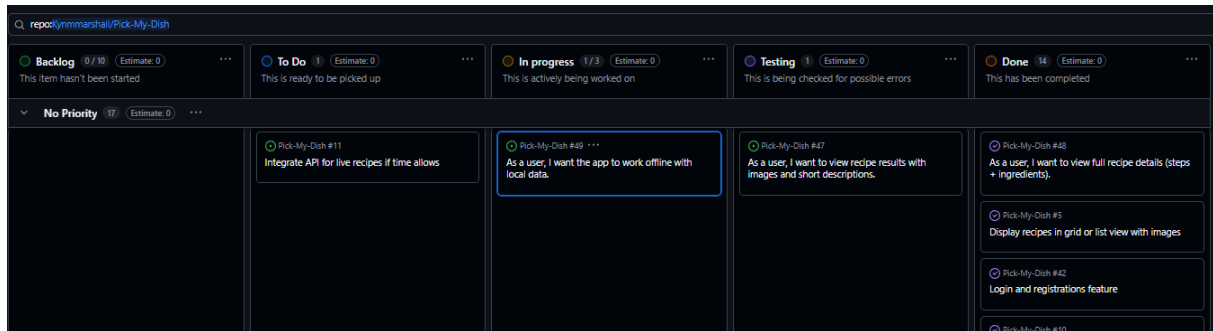 repo:Kynmmarshall/Pick-My-Dish
Backlog 0 / 10 Estimate: 0 ...
This item hasn't been started
To Do 1 Estimate: 0 ...
This is ready to be picked up
In progress 1 / 3 Estimate: 0 ...
This is actively being worked on
Testing 1 Estimate: 0 ...
This is being checked for possible errors
Done 14 Estimate: 0 ...
This has been completed
No Priority 17 Estimate: 0 ...
Pick-My-Dish #11
Integrate API for live recipes if time allows
Pick-My-Dish #49 ...
As a user, I want the app to work offline with
local data.
Pick-My-Dish #47
As a user, I want to view recipe results with
images and short descriptions.
Pick-My-Dish #48
As a user, I want to view full recipe details (steps
+ ingredients).
Pick-My-Dish #5
Display recipes in grid or list view with images
Pick-My-Dish #42
Login and registrations feature
Pick-My-Dish #10